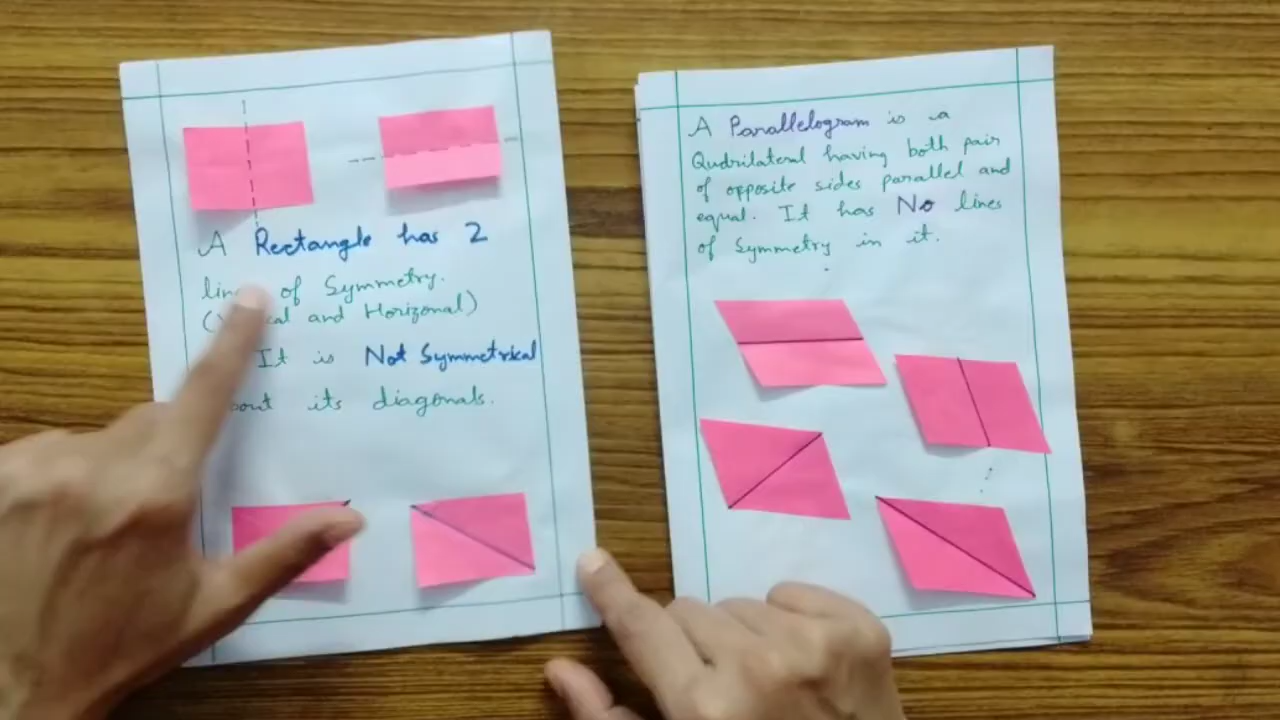 A Rectangle has 2
of Symmetry.
and Horizonal)
It is Not Symmetrical
its diagonals.
A Parallelogram is a
Qudrilateral having both pair
of opposite sides parallel and
equal. It has No lines
of Symmetry in it.